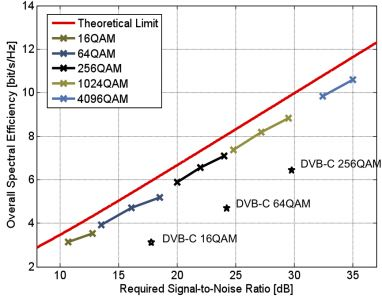 14
12
10
8
6
4
2
Overall Spectral Efficiency [bit/s/Hz]
Theoretical Limit
16QAM
64QAM
256QAM
1024QAM
4096QAM
DVB-C 256QAM
DVB-C 64QAM
DVB-C 16QAM
10 15 20 25 30 35
Required Signal-to-Noise Ratio [dB]